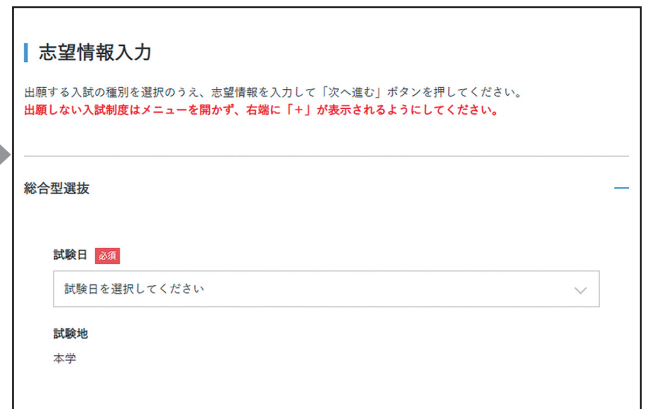 志望情報入力
出願する入試の種別を選択のうえ、志望情報を入力して「次へ進む」ボタンを押してください。
出願しない入試制度はメニューを開かず、右端に「＋」が表示されるようにしてください。
総合型選抜
試験日 必須
試験日を選択してください
試験地
本学